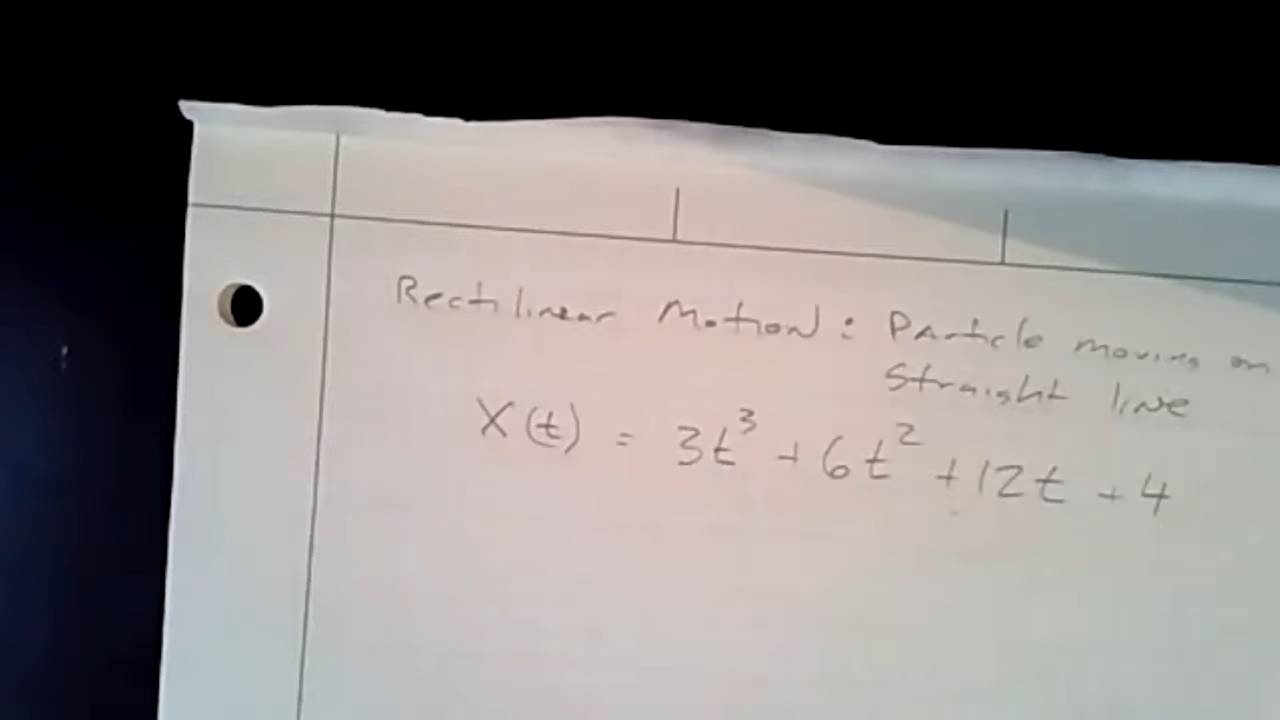 Rectilinear Motion: Particle moving on
straight line
X(t) = 3t³ + 6t² + 12t + 4